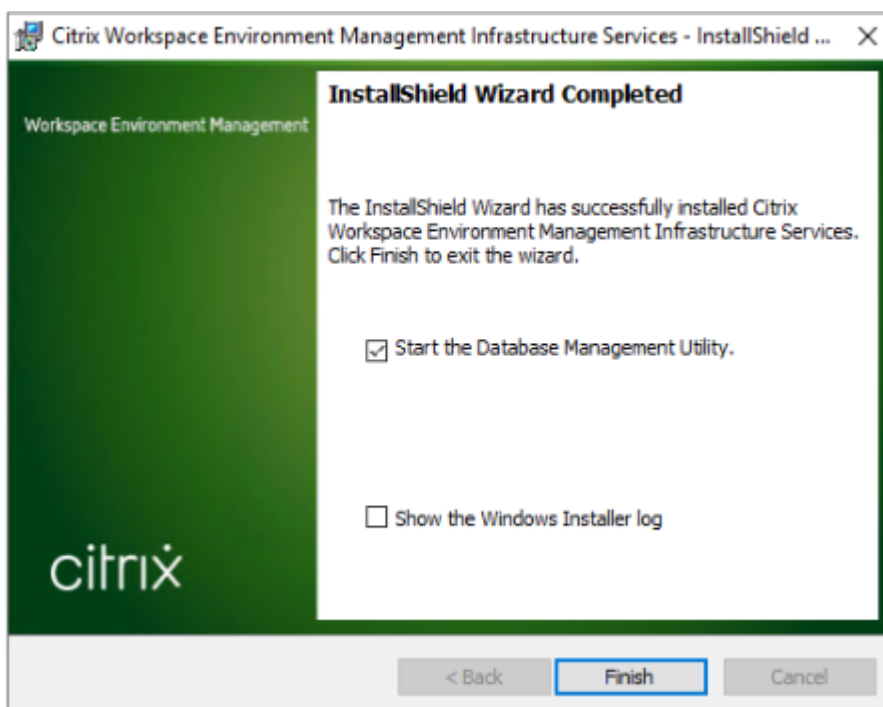 Citrix Workspace Environment Management Infrastructure Services - InstallShield ...
Workspace Environment Management
InstallShield Wizard Completed
The InstallShield Wizard has successfully installed Citrix
Workspace Environment Management Infrastructure Services.
Click Finish to exit the wizard.
Start the Database Management Utility.
Show the Windows Installer log
citrix
< Back
Finish
Cancel